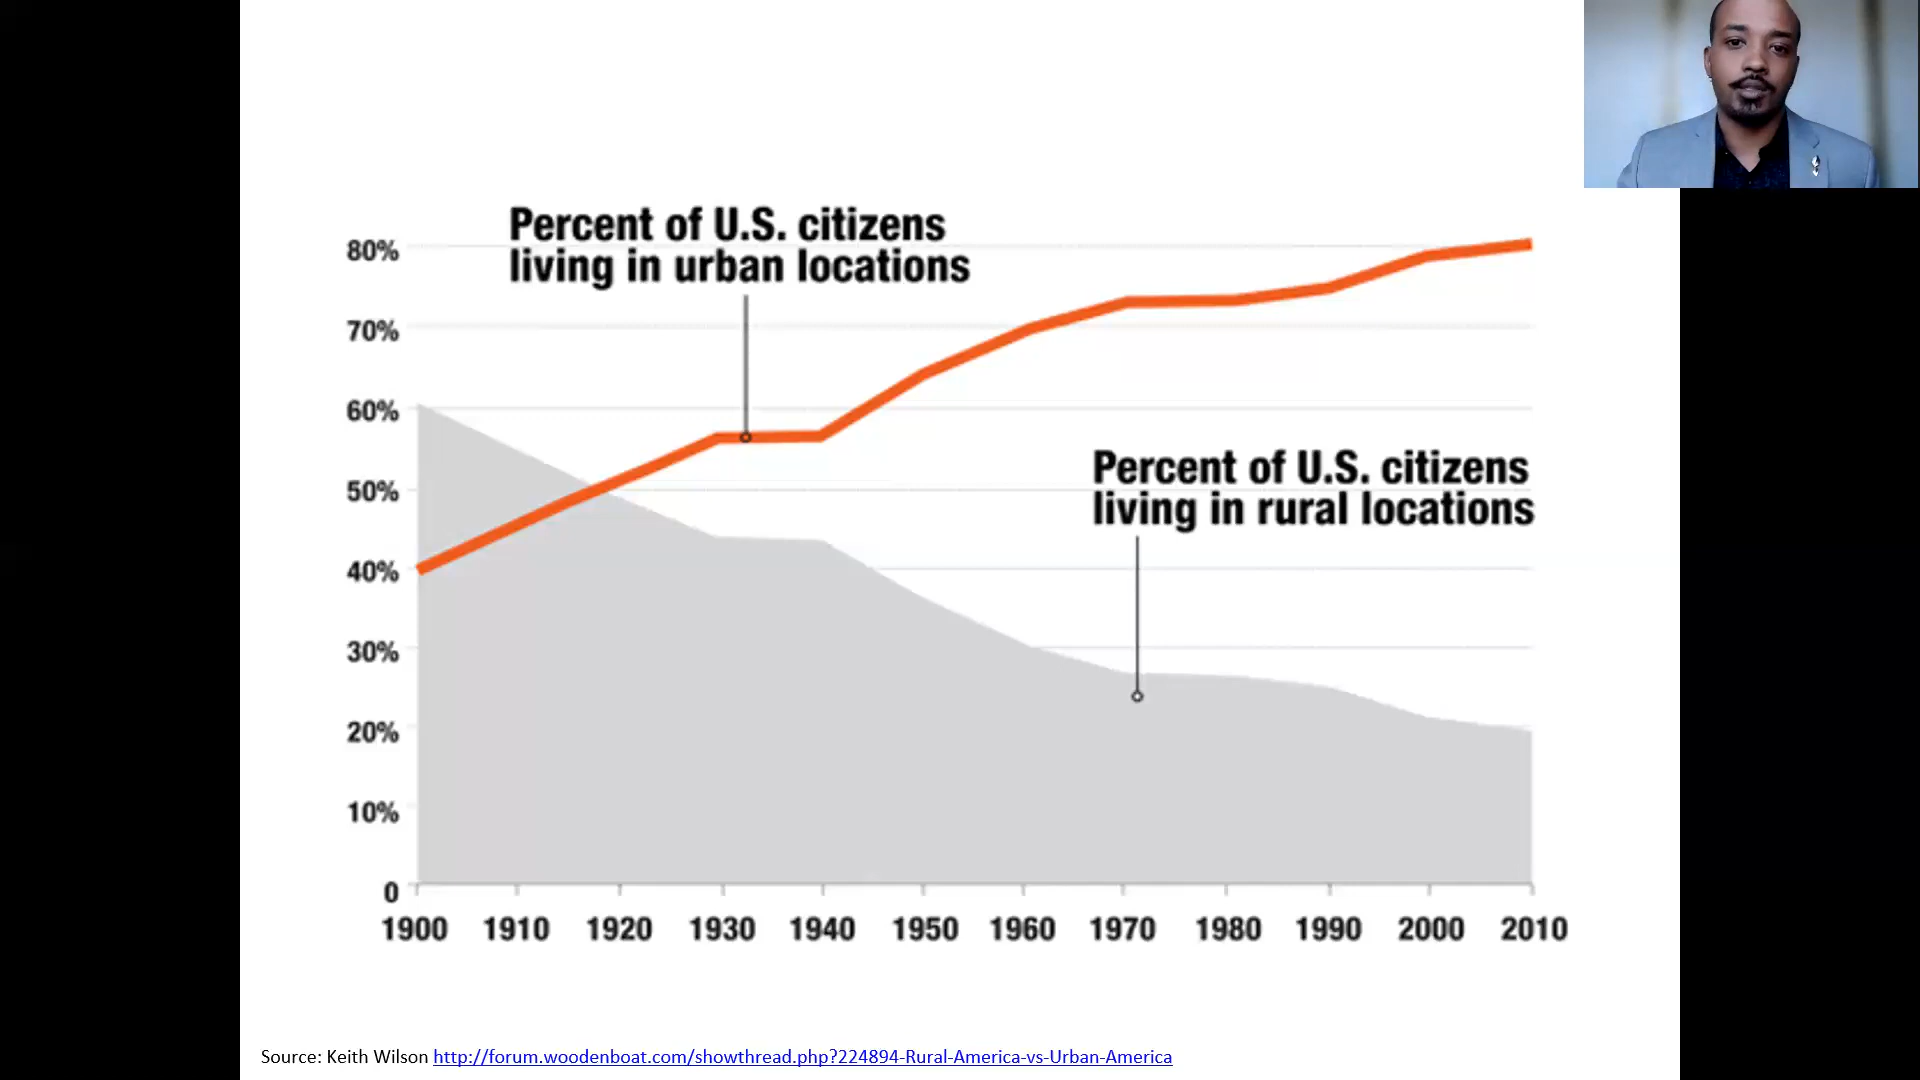 Percent of U.S. citizens
living in urban locations
80%
70%
60%
Percent of U.S. citizens
living in rural locations
50%
40%
30%
20%
10%
0
1900 1910 1920 1930 1940 1950 1960 1970 1980 1990 2000 2010
Source: Keith Wilson http://forum.woodenboat.com/showthread.php?224894-Rural-America-vs-Urban-America